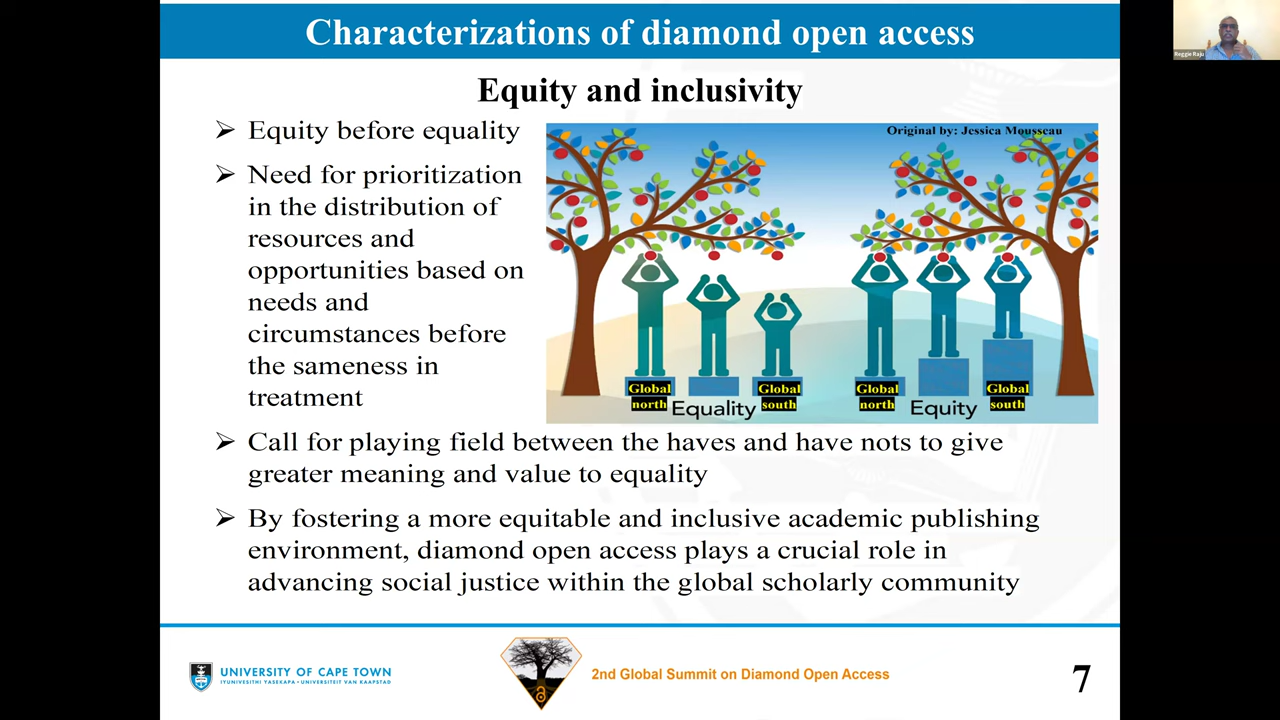 Characterizations of diamond open access
Reggie Raju
Equity and inclusivity
➢ Equity before equality
➢ Need for prioritization
in the distribution of
resources and
opportunities based on
needs and
circumstances before
the sameness in
treatment
Original by: Jessica Mousseau
Global
north
Equality
Global
south
Global
north
Equity
Global
south
➢ Call for playing field between the haves and have nots to give
greater meaning and value to equality
➢ By fostering a more equitable and inclusive academic publishing
environment, diamond open access plays a crucial role in
advancing social justice within the global scholarly community
UNIVERSITY OF CAPE TOWN
IYUNIVESITHI YASEKAPA • UNIVERSITEIT VAN KAAPSTAD
2nd Global Summit on Diamond Open Access
7